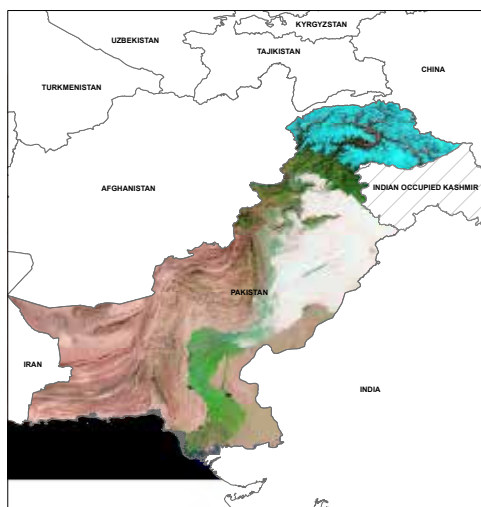 KYRGYZSTAN
UZBEKISTAN
TAJIKISTAN
CHINA
TURKMENISTAN
AFGHANISTAN
INDIAN OCCUPIED KASHMIR
PAKISTAN
IRAN
INDIA